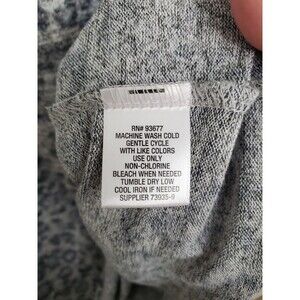 RN# 93677
MACHINE WASH COLD
GENTLE CYCLE
WITH LIKE COLORS
USE ONLY
NON-CHLORINE
BLEACH WHEN NEEDED
TUMBLE DRY LOW
COOL IRON IF NEEDED
SUPPLIER 73935-9